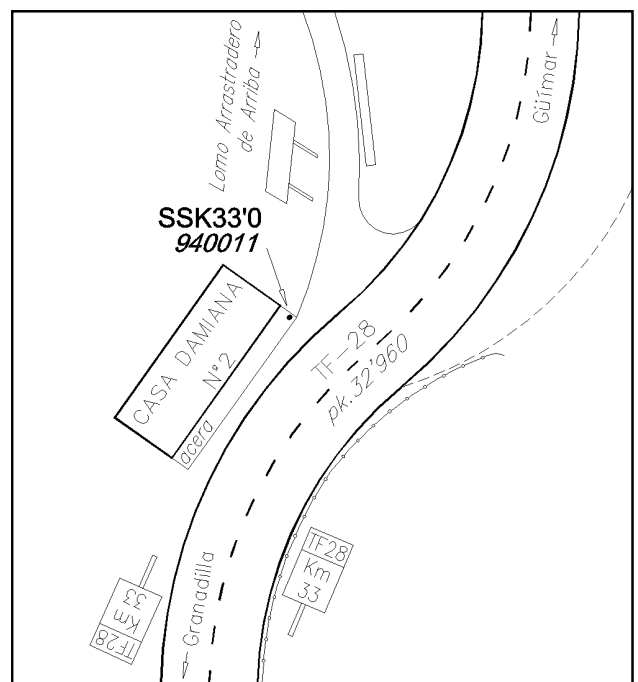 Lomo Arrastradero
de Arriba
Güímar
SSK33'0
940011
CASA DAMIANA
N°2
acera
TF-28
pk.32'960
TF28
Km
33
TF28
Km
33
Granadilla